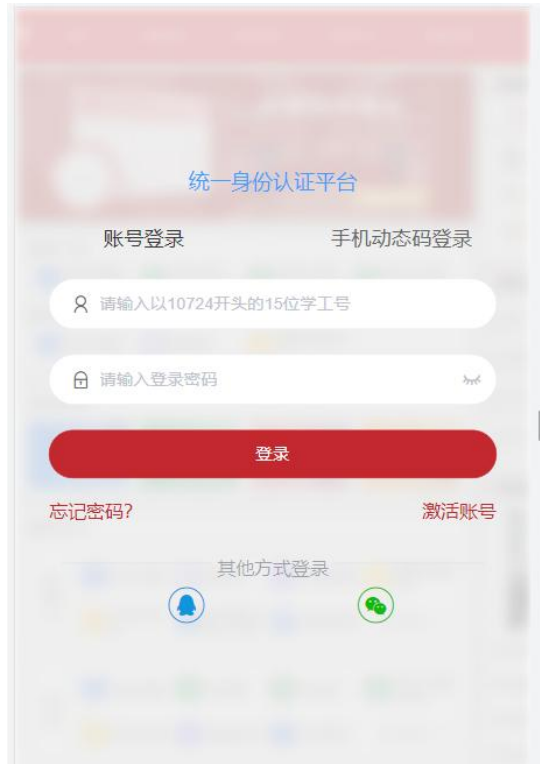 统一身份认证平台
账号登录 手机动态码登录
请输入以10724开头的15位学工号
请输入登录密码
登录
忘记密码? 激活账号
其他方式登录